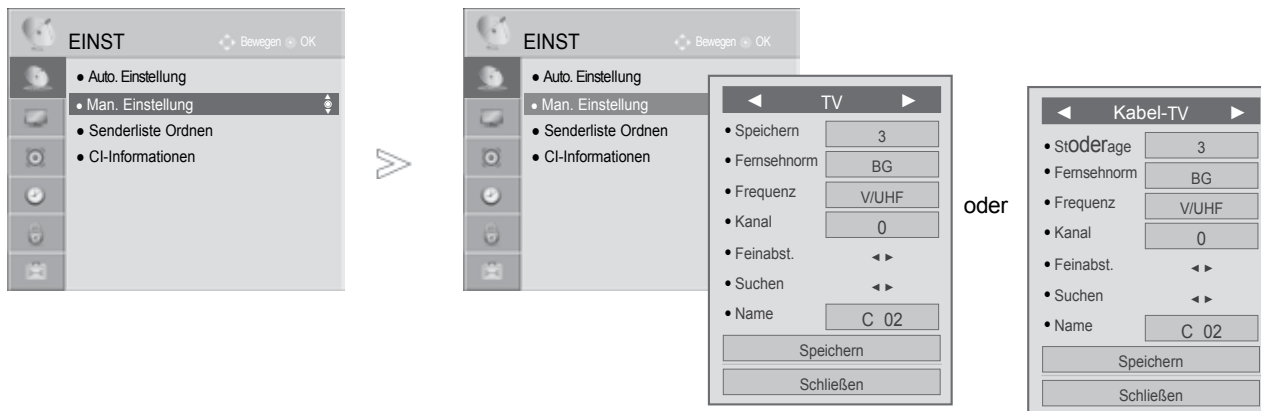 EINST Bewegen OK
● Auto. Einstellung
● Man. Einstellung
● Senderliste Ordnen
● CI-Informationen
EINST Bewegen OK
● Auto. Einstellung
● Man. Einstellung
● Senderliste Ordnen
● CI-Informationen
◄ TV ►
• Speichern 3
• Fernsehnorm BG
• Frequenz V/UHF
• Kanal 0
• Feinabst. ◄ ►
• Suchen ◄ ►
• Name C 02
Speichern
Schließen
oder
◄ Kabel-TV ►
• Stoderage 3
• Fernsehnorm BG
• Frequenz V/UHF
• Kanal 0
• Feinabst. ◄ ►
• Suchen ◄ ►
• Name C 02
Speichern
Schließen